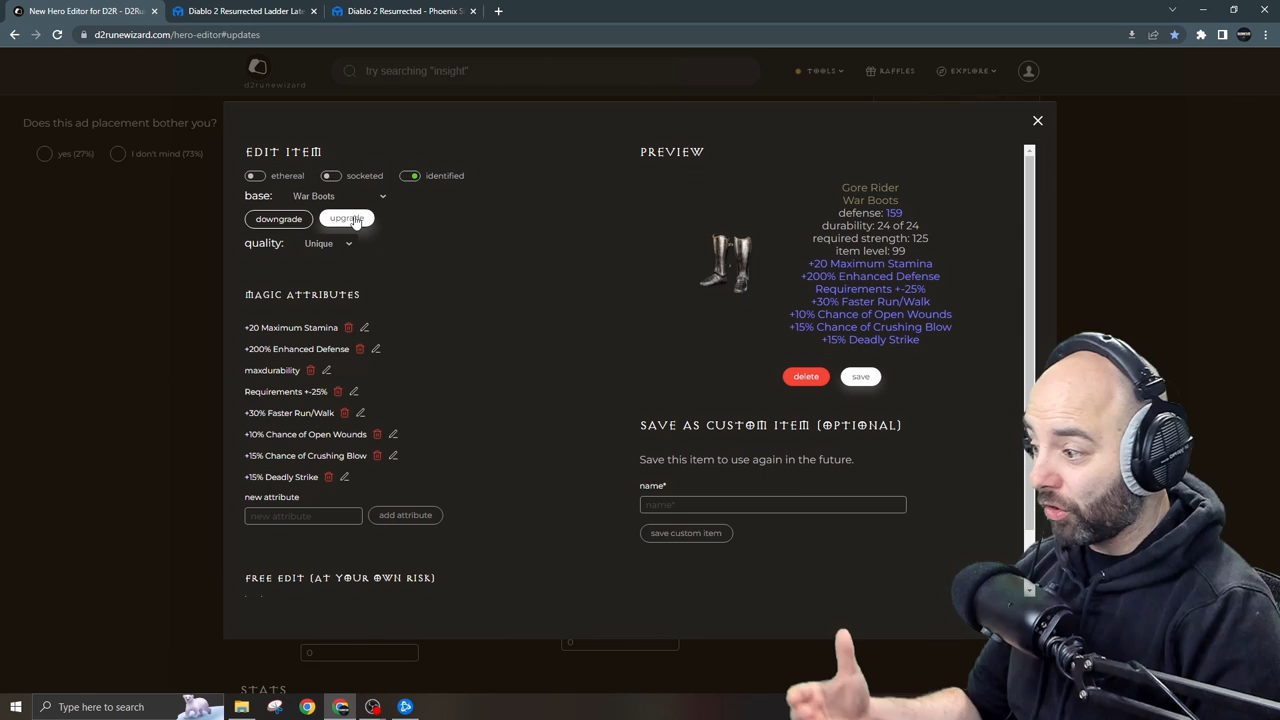 New Hero Editor for D2R - D2Ru
Diablo 2 Resurrected Ladder Late
Diablo 2 Resurrected - Phoenix S
d2runewizard.com/hero-editor#updates
d2runewizard
try searching "insight"
TOOLS
RAFFLES
EXPLORE
Does this ad placement bother you?
yes (27%)
I don't mind (73%)
EDIT ITEM
ethereal
socketed
identified
base:
War Boots
downgrade
upgrade
quality:
Unique
MAGIC ATTRIBUTES
+20 Maximum Stamina
+200% Enhanced Defense
maxdurability
Requirements +-25%
+30% Faster Run/Walk
+10% Chance of Open Wounds
+15% Chance of Crushing Blow
+15% Deadly Strike
new attribute
new attribute
add attribute
FREE EDIT (AT YOUR OWN RISK)
PREVIEW
Gore Rider
War Boots
defense: 159
durability: 24 of 24
required strength: 125
item level: 99
+20 Maximum Stamina
+200% Enhanced Defense
Requirements +-25%
+30% Faster Run/Walk
+10% Chance of Open Wounds
+15% Chance of Crushing Blow
+15% Deadly Strike
delete
save
SAVE AS CUSTOM ITEM (OPTIONAL)
Save this item to use again in the future.
name*
name*
save custom item
0
0
STATS
Type here to search